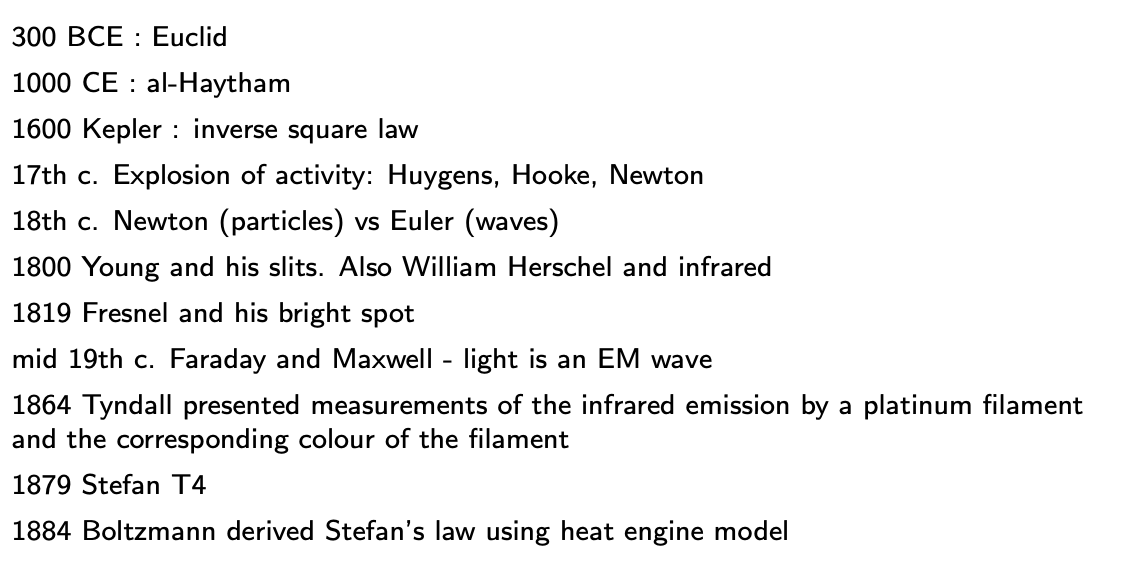 300 BCE : Euclid
1000 CE : al-Haytham
1600 Kepler : inverse square law
17th c. Explosion of activity: Huygens, Hooke, Newton
18th c. Newton (particles) vs Euler (waves)
1800 Young and his slits. Also William Herschel and infrared
1819 Fresnel and his bright spot
mid 19th c. Faraday and Maxwell - light is an EM wave
1864 Tyndall presented measurements of the infrared emission by a platinum filament
and the corresponding colour of the filament
1879 Stefan T4
1884 Boltzmann derived Stefan's law using heat engine model